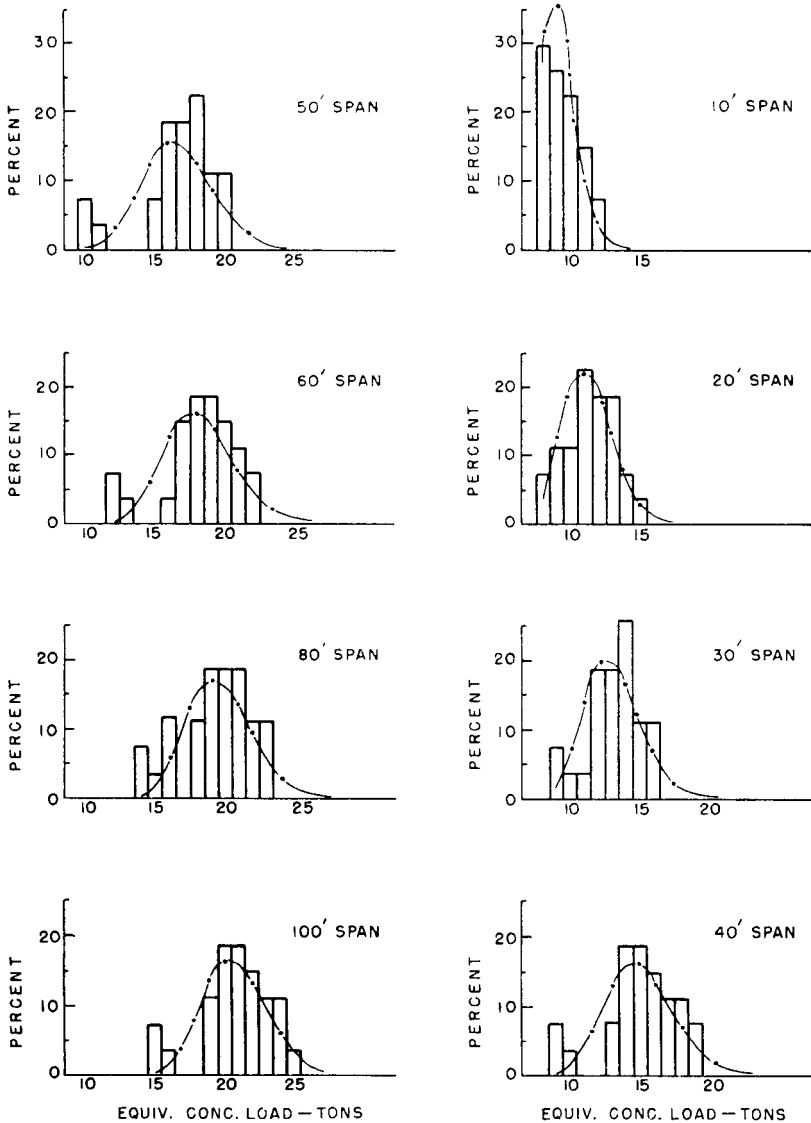 30
20
10
0
PERCENT
50' SPAN
10 15 20 25
30
20
10
0
PERCENT
10' SPAN
10 15
20
10
0
PERCENT
60' SPAN
10 15 20 25
20
10
0
PERCENT
20' SPAN
10 15
20
10
0
PERCENT
80' SPAN
10 15 20 25
20
10
0
PERCENT
30' SPAN
10 15 20
20
10
0
PERCENT
100' SPAN
10 15 20 25
EQUIV. CONC. LOAD — TONS
20
10
0
PERCENT
40' SPAN
10 15 20
EQUIV. CONC. LOAD — TONS